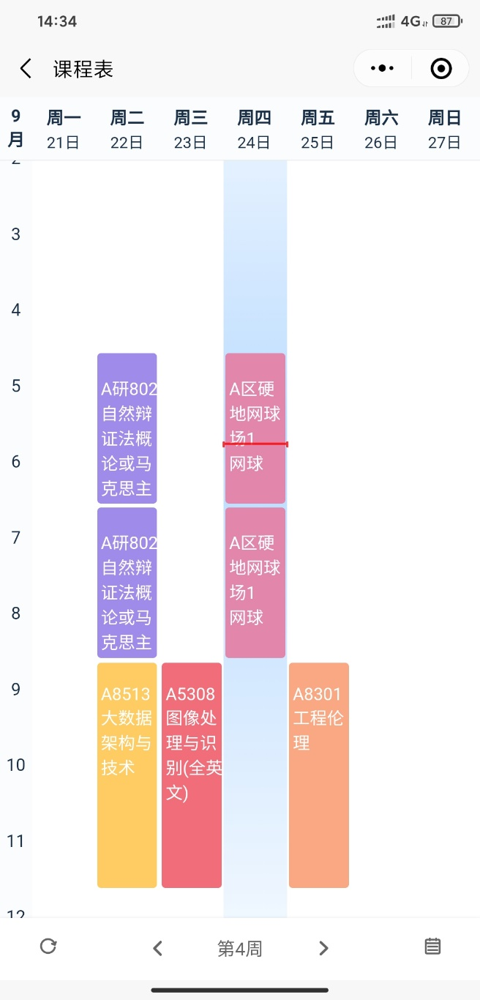 14:34
4G
87
课程表
9
月
周一
21日
周二
22日
周三
23日
周四
24日
周五
25日
周六
26日
周日
27日
3
4
5
6
7
8
9
10
11
12
A研802
自然辩
证法概
论或马
克思主
A研802
自然辩
证法概
论或马
克思主
A8513
大数据
架构与
技术
A5308
图像处
理与识
别(全英
文)
A区硬
地网球
场1
网球
A区硬
地网球
场1
网球
A8301
工程伦
理
第4周